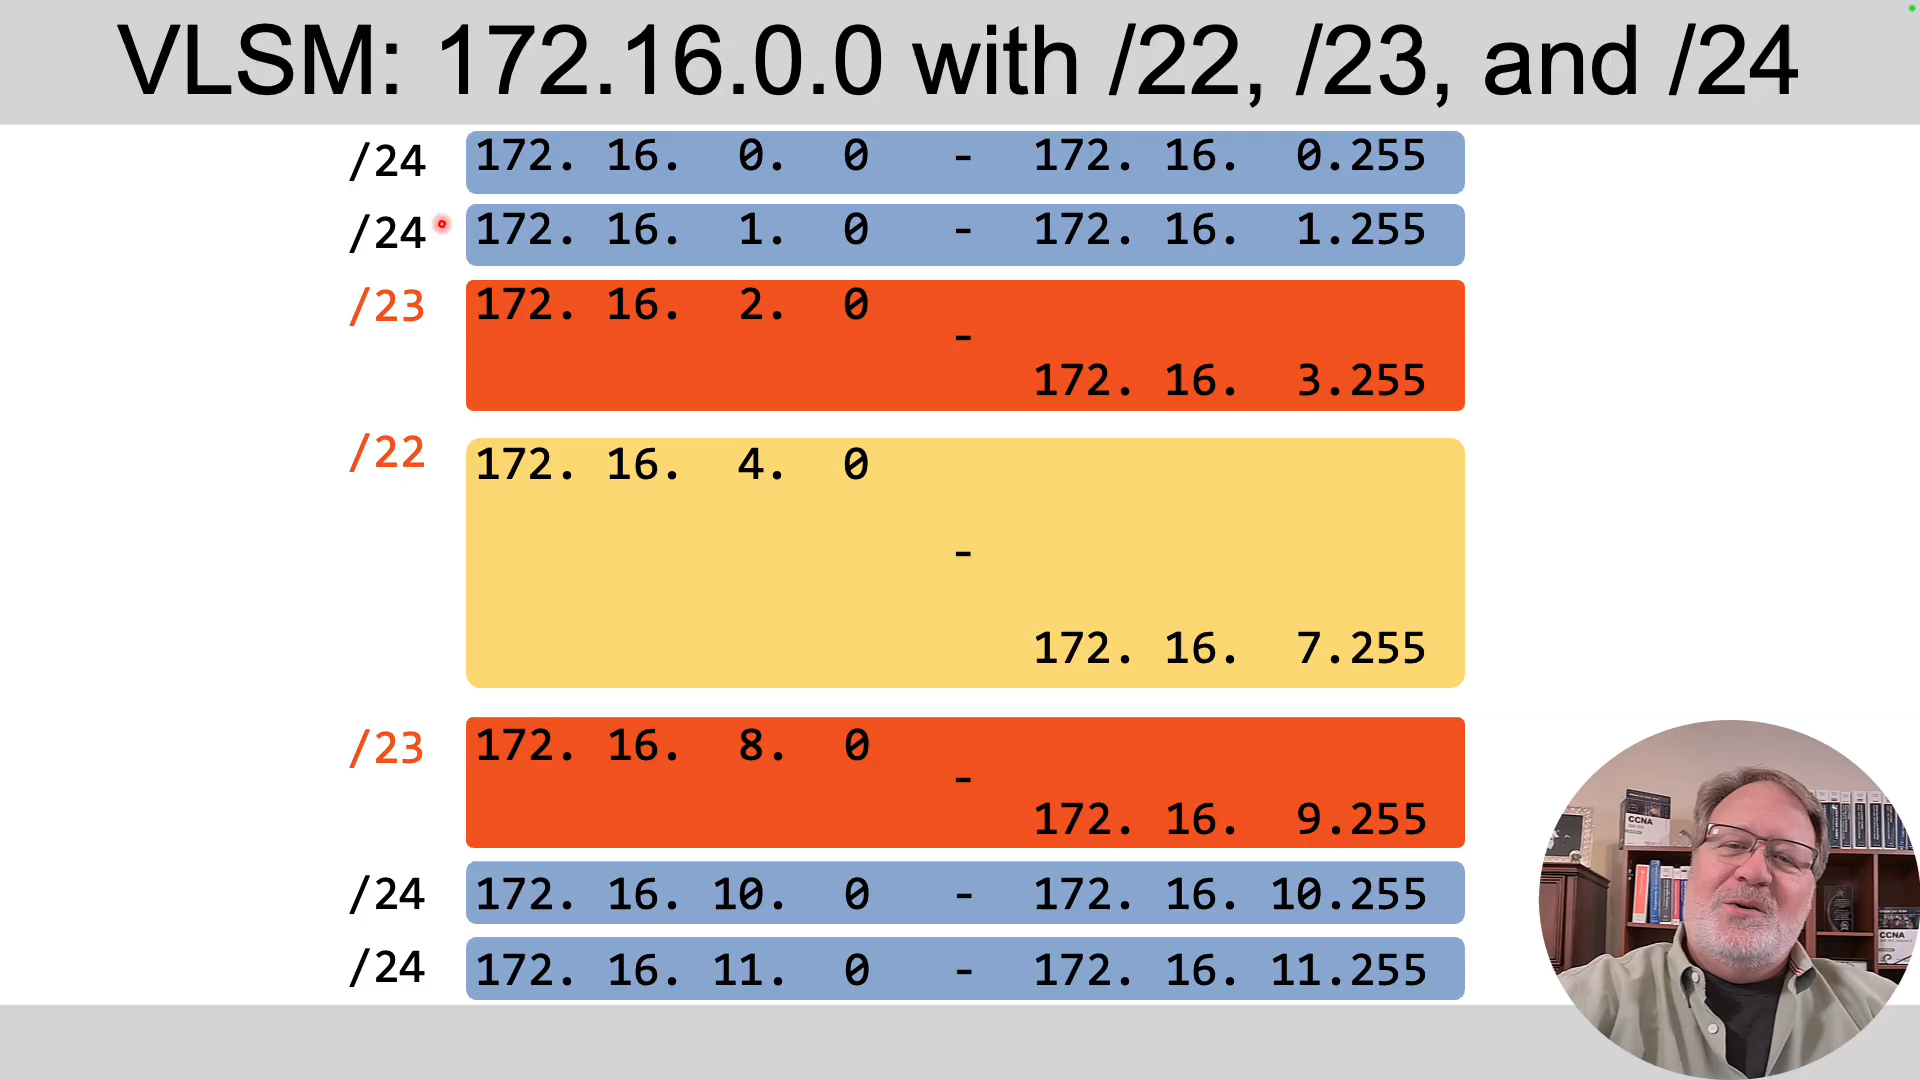 VLSM: 172.16.0.0 with /22, /23, and /24
/24 172. 16. 0. 0 - 172. 16. 0.255
/24 172. 16. 1. 0 - 172. 16. 1.255
/23 172. 16. 2. 0
-
172. 16. 3.255
/22 172. 16. 4. 0
-
172. 16. 7.255
/23 172. 16. 8. 0
-
172. 16. 9.255
/24 172. 16. 10. 0 - 172. 16. 10.255
/24 172. 16. 11. 0 - 172. 16. 11.255
CCNA
CCNA